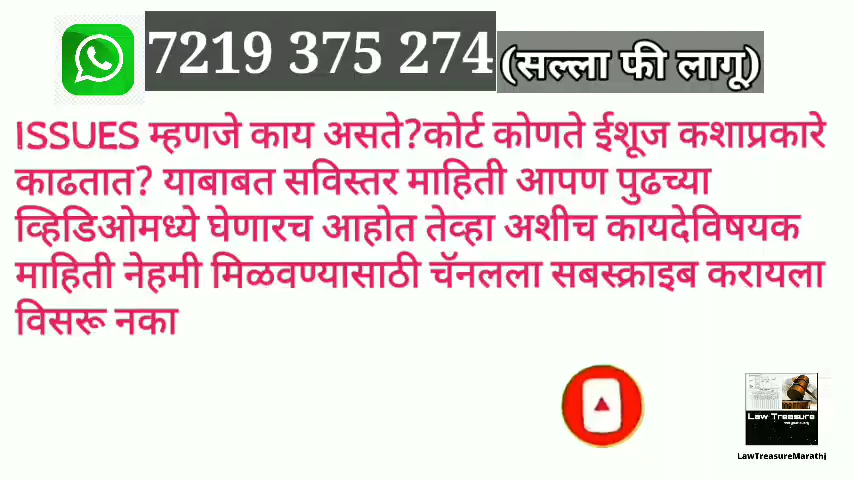 7219 375 274 (सल्ला फी लागू)
ISSUES म्हणजे काय असते?कोर्ट कोणते ईशूज कशाप्रकारे
काढतात? याबाबत सविस्तर माहिती आपण पुढच्या
व्हिडिओमध्ये घेणारच आहोत तेव्हा अशीच कायदेविषयक
माहिती नेहमी मिळवण्यासाठी चॅनलला सबस्क्राइब करायला
विसरू नका
Law Treasure
LawTreasureMarathi